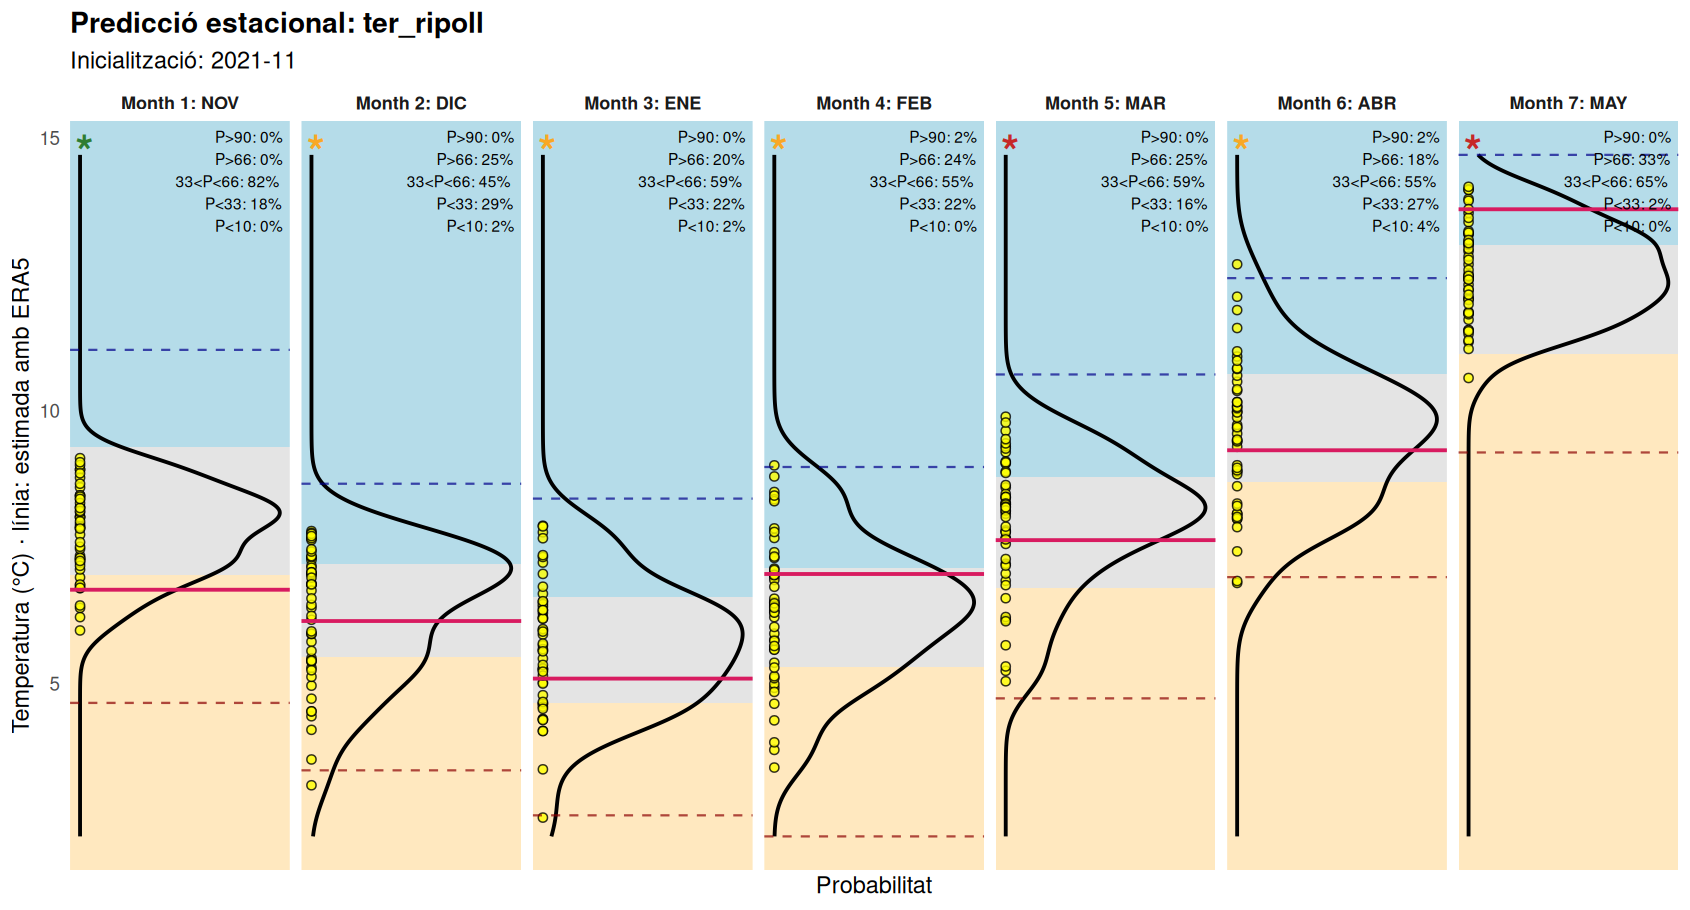 Predicció estacional: ter_ripoll
Inicialització: 2021-11
Month 1: NOV
Month 2: DIC
Month 3: ENE
Month 4: FEB
Month 5: MAR
Month 6: ABR
Month 7: MAY
Temperatura (°C) · línia: estimada amb ERA5
15
10
5
*
P>90: 0%
P>66: 0%
33<P<66: 82%
P<33: 18%
P<10: 0%
*
P>90: 0%
P>66: 25%
33<P<66: 45%
P<33: 29%
P<10: 2%
*
P>90: 0%
P>66: 20%
33<P<66: 59%
P<33: 22%
P<10: 2%
*
P>90: 2%
P>66: 24%
33<P<66: 55%
P<33: 22%
P<10: 0%
*
P>90: 0%
P>66: 25%
33<P<66: 59%
P<33: 16%
P<10: 0%
*
P>90: 2%
P>66: 18%
33<P<66: 55%
P<33: 27%
P<10: 4%
*
P>90: 0%
P>66: 33%
33<P<66: 65%
P<33: 2%
P<10: 0%
Probabilitat